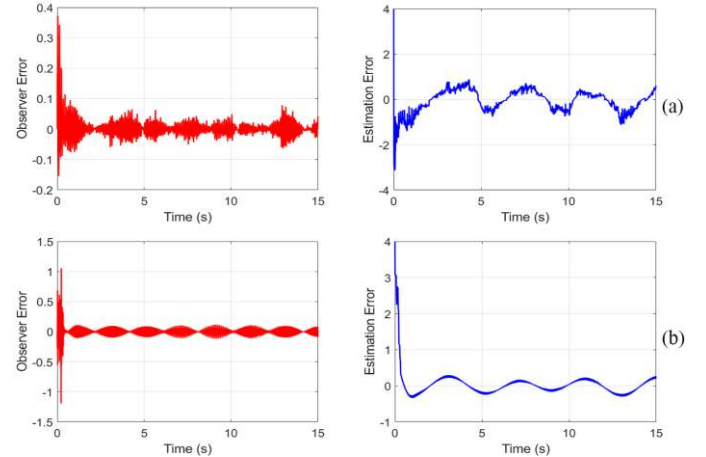 0.4
0.3
0.2
0.1
0
-0.1
-0.2
Observer Error
0 5 10 15
Time (s)
4
2
0
-2
-4
Estimation Error
0 5 10 15
Time (s)
(a)
1.5
1
0.5
0
-0.5
-1
-1.5
Observer Error
0 5 10 15
Time (s)
4
3
2
1
0
-1
Estimation Error
0 5 10 15
Time (s)
(b)